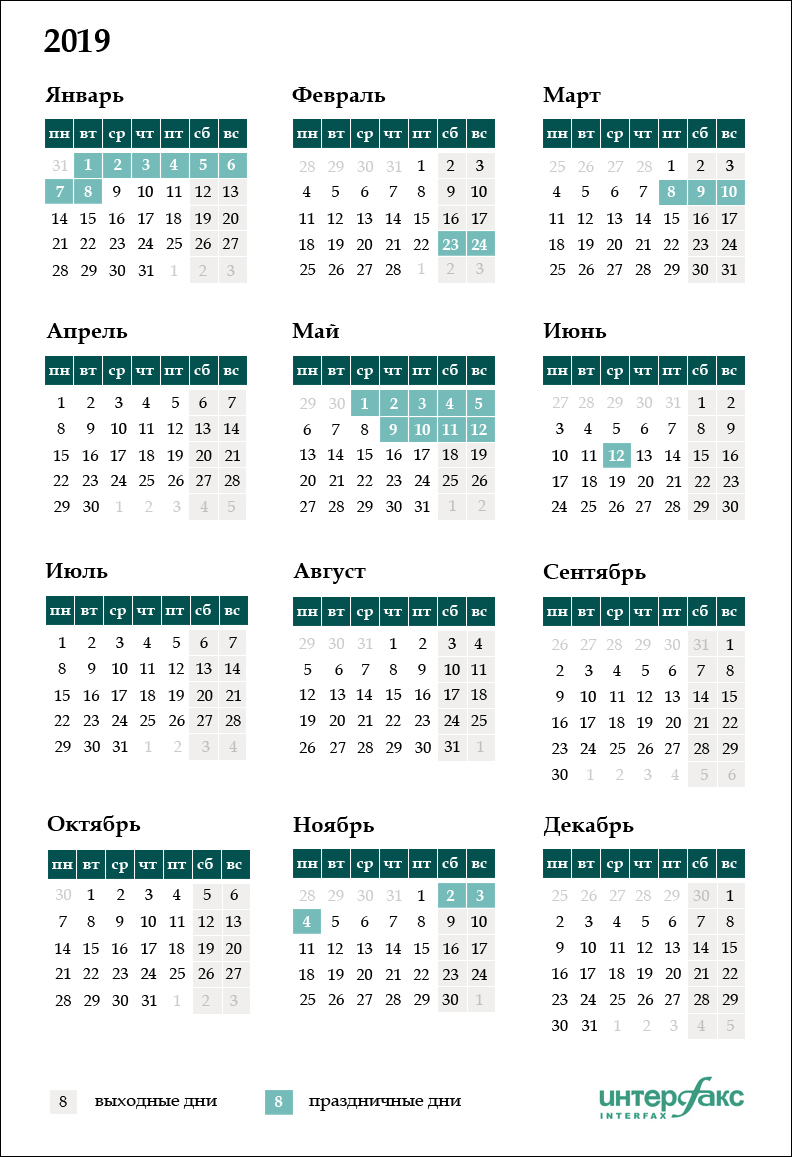 2019
Январь
пн вт ср чт пт сб вс
31 1 2 3 4 5 6
7 8 9 10 11 12 13
14 15 16 17 18 19 20
21 22 23 24 25 26 27
28 29 30 31 1 2 3
Февраль
пн вт ср чт пт сб вс
28 29 30 31 1 2 3
4 5 6 7 8 9 10
11 12 13 14 15 16 17
18 19 20 21 22 23 24
25 26 27 28 1 2 3
Март
пн вт ср чт пт сб вс
25 26 27 28 1 2 3
4 5 6 7 8 9 10
11 12 13 14 15 16 17
18 19 20 21 22 23 24
25 26 27 28 29 30 31
Апрель
пн вт ср чт пт сб вс
1 2 3 4 5 6 7
8 9 10 11 12 13 14
15 16 17 18 19 20 21
22 23 24 25 26 27 28
29 30 1 2 3 4 5
Май
пн вт ср чт пт сб вс
29 30 1 2 3 4 5
6 7 8 9 10 11 12
13 14 15 16 17 18 19
20 21 22 23 24 25 26
27 28 29 30 31 1 2
Июнь
пн вт ср чт пт сб вс
27 28 29 30 31 1 2
3 4 5 6 7 8 9
10 11 12 13 14 15 16
17 18 19 20 21 22 23
24 25 26 27 28 29 30
Июль
пн вт ср чт пт сб вс
1 2 3 4 5 6 7
8 9 10 11 12 13 14
15 16 17 18 19 20 21
22 23 24 25 26 27 28
29 30 31 1 2 3 4
Август
пн вт ср чт пт сб вс
29 30 31 1 2 3 4
5 6 7 8 9 10 11
12 13 14 15 16 17 18
19 20 21 22 23 24 25
26 27 28 29 30 31 1
Сентябрь
пн вт ср чт пт сб вс
26 27 28 29 30 31 1
2 3 4 5 6 7 8
9 10 11 12 13 14 15
16 17 18 19 20 21 22
23 24 25 26 27 28 29
30 1 2 3 4 5 6
Октябрь
пн вт ср чт пт сб вс
30 1 2 3 4 5 6
7 8 9 10 11 12 13
14 15 16 17 18 19 20
21 22 23 24 25 26 27
28 29 30 31 1 2 3
Ноябрь
пн вт ср чт пт сб вс
28 29 30 31 1 2 3
4 5 6 7 8 9 10
11 12 13 14 15 16 17
18 19 20 21 22 23 24
25 26 27 28 29 30 1
Декабрь
пн вт ср чт пт сб вс
25 26 27 28 29 30 1
2 3 4 5 6 7 8
9 10 11 12 13 14 15
16 17 18 19 20 21 22
23 24 25 26 27 28 29
30 31 1 2 3 4 5
8 выходные дни
8 праздничные дни
интерфакс
INTERFAX